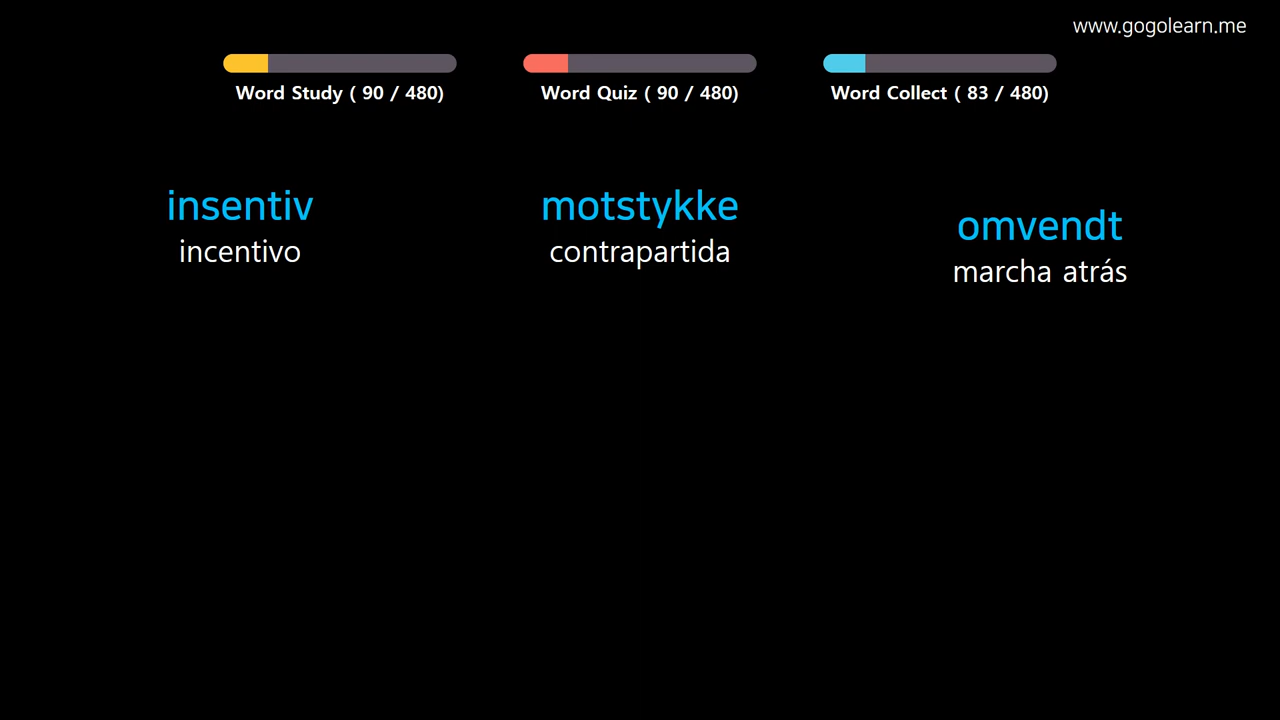 www.gogolearn.me
Word Study ( 90 / 480)
Word Quiz ( 90 / 480)
Word Collect ( 83 / 480)
insentiv
incentivo
motstykke
contrapartida
omvendt
marcha atrás